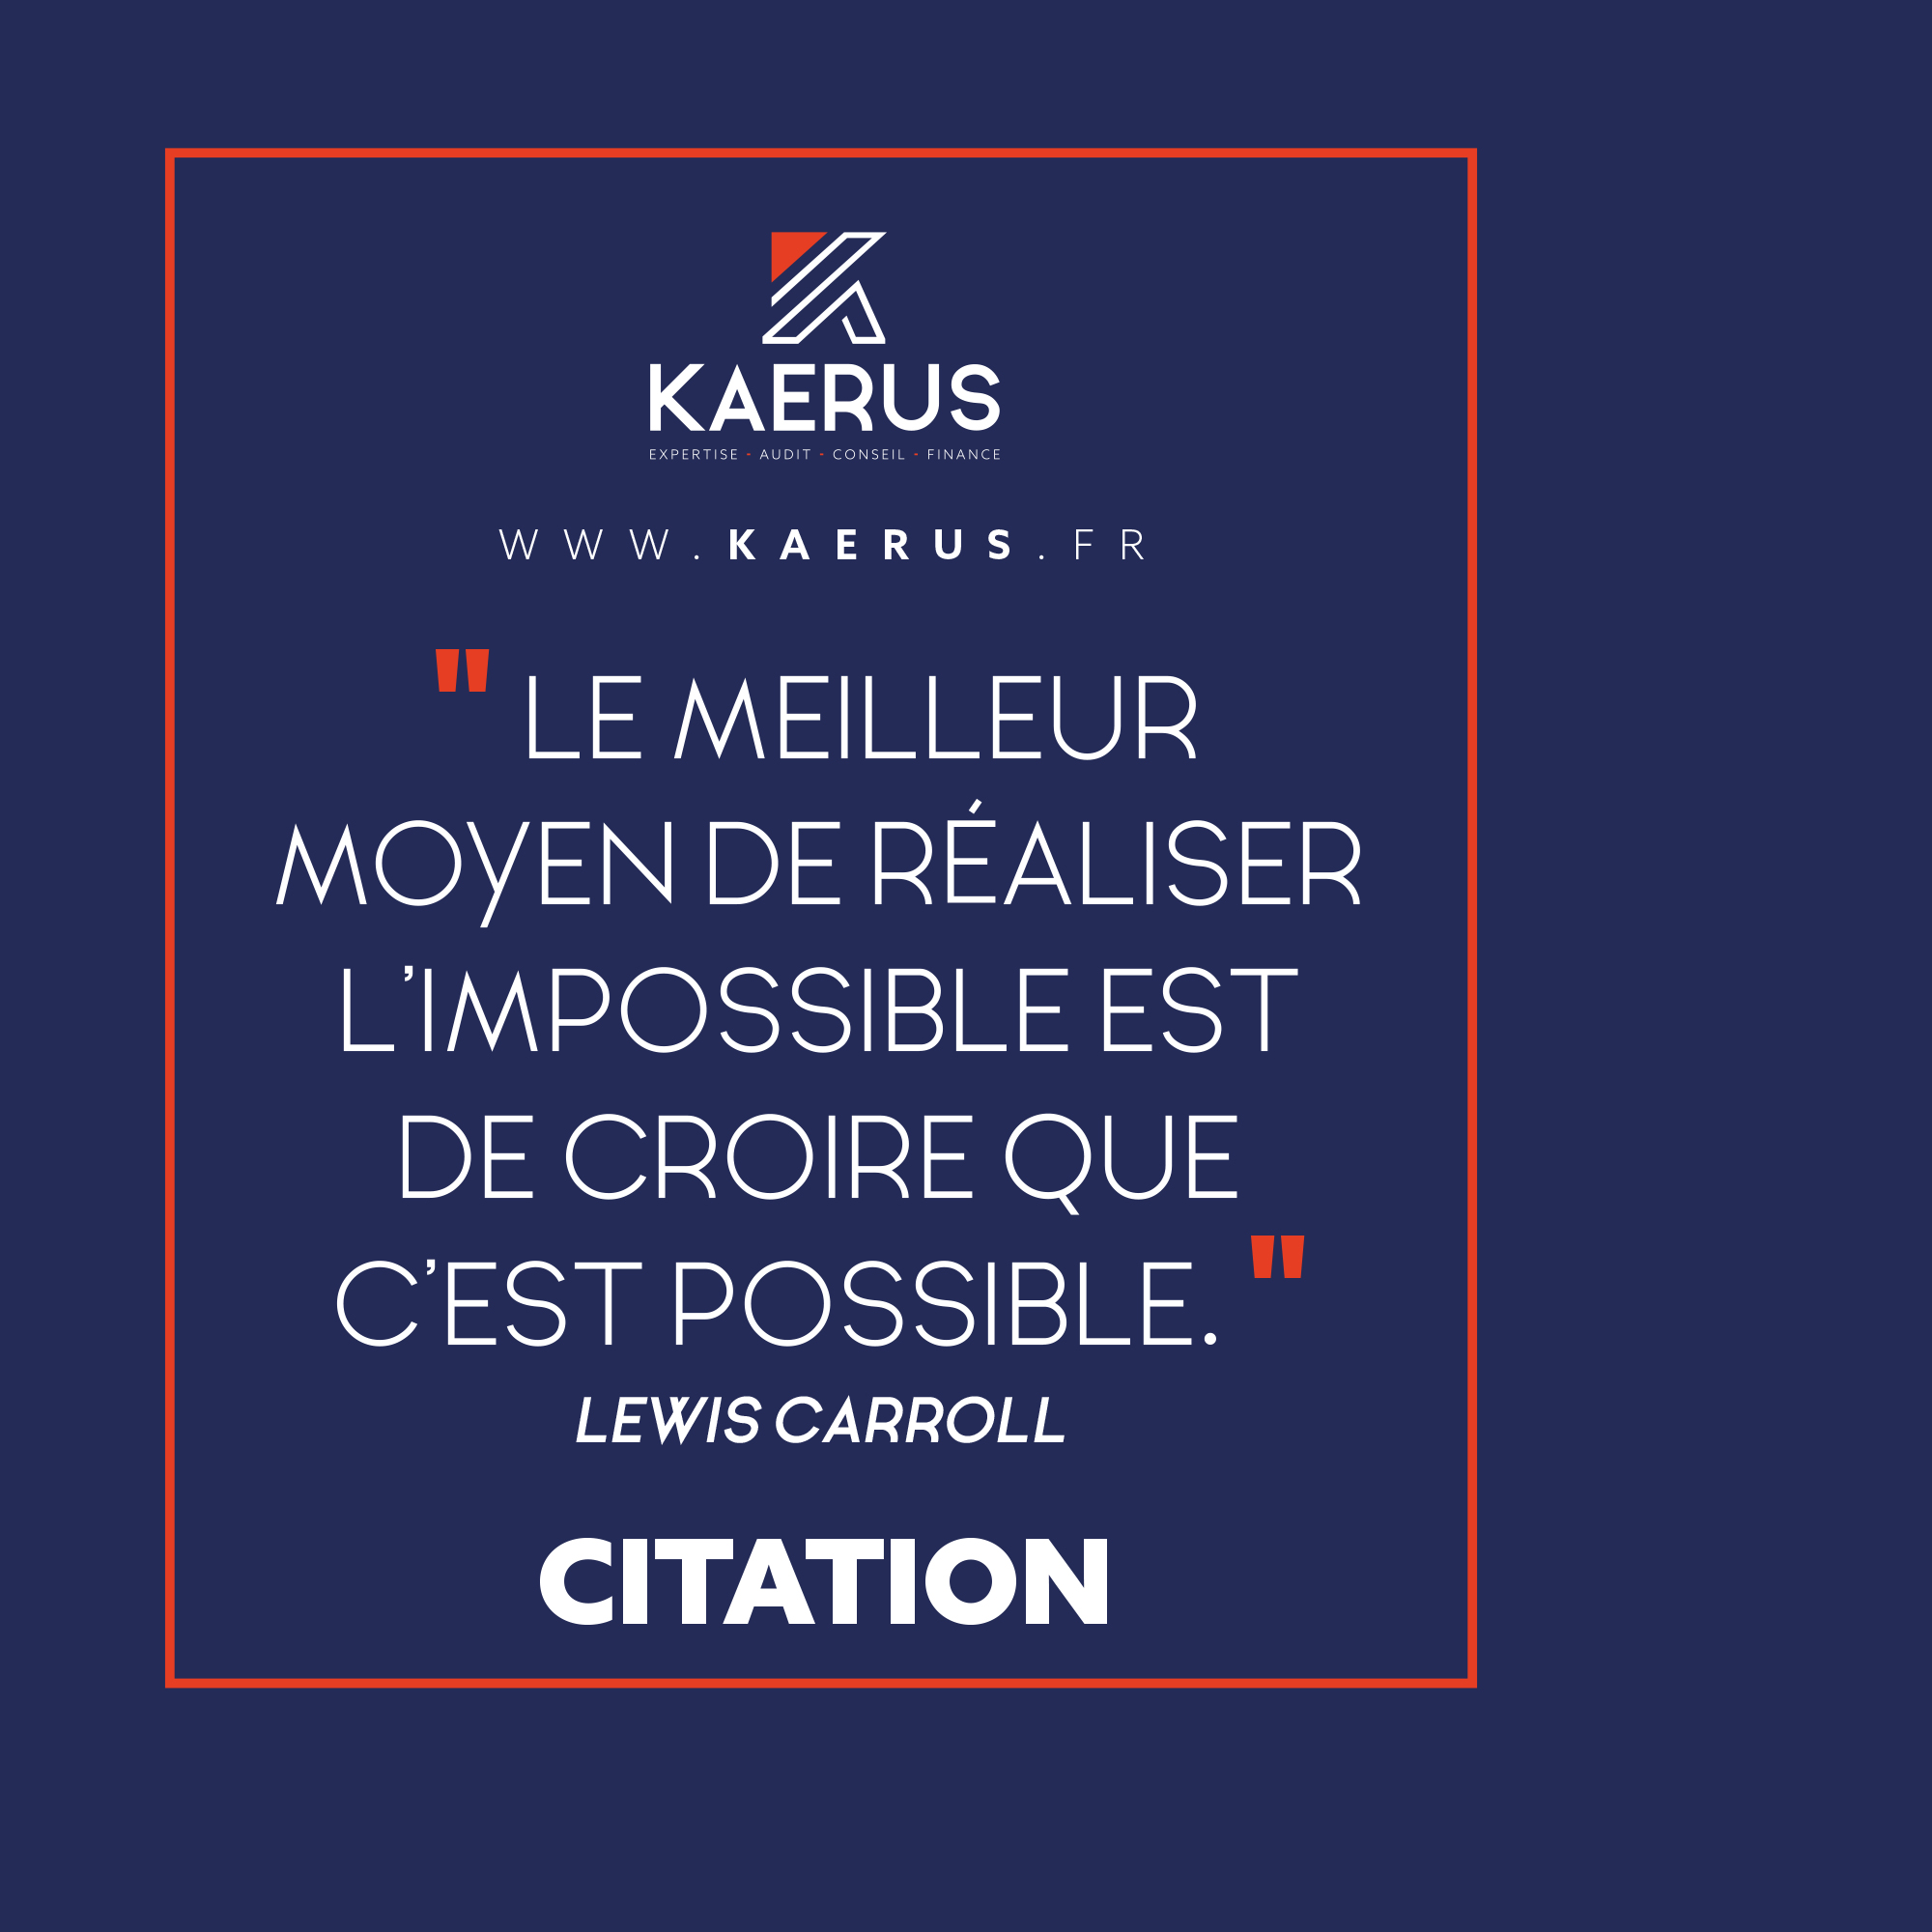 KAERUS
EXPERTISE - AUDIT - CONSEIL - FINANCE
WWW.KAERUS.FR
" LE MEILLEUR
MOYEN DE RÉALISER
L’IMPOSSIBLE EST
DE CROIRE QUE
C’EST POSSIBLE. "
LEWIS CARROLL
CITATION